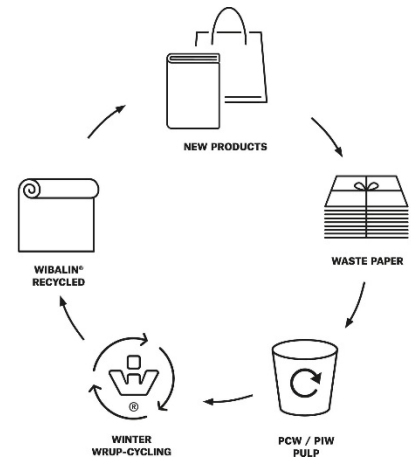 NEW PRODUCTS
WASTE PAPER
PCW / PIW
PULP
®
WINTER
WRUP-CYCLING
WIBALIN®
RECYCLED